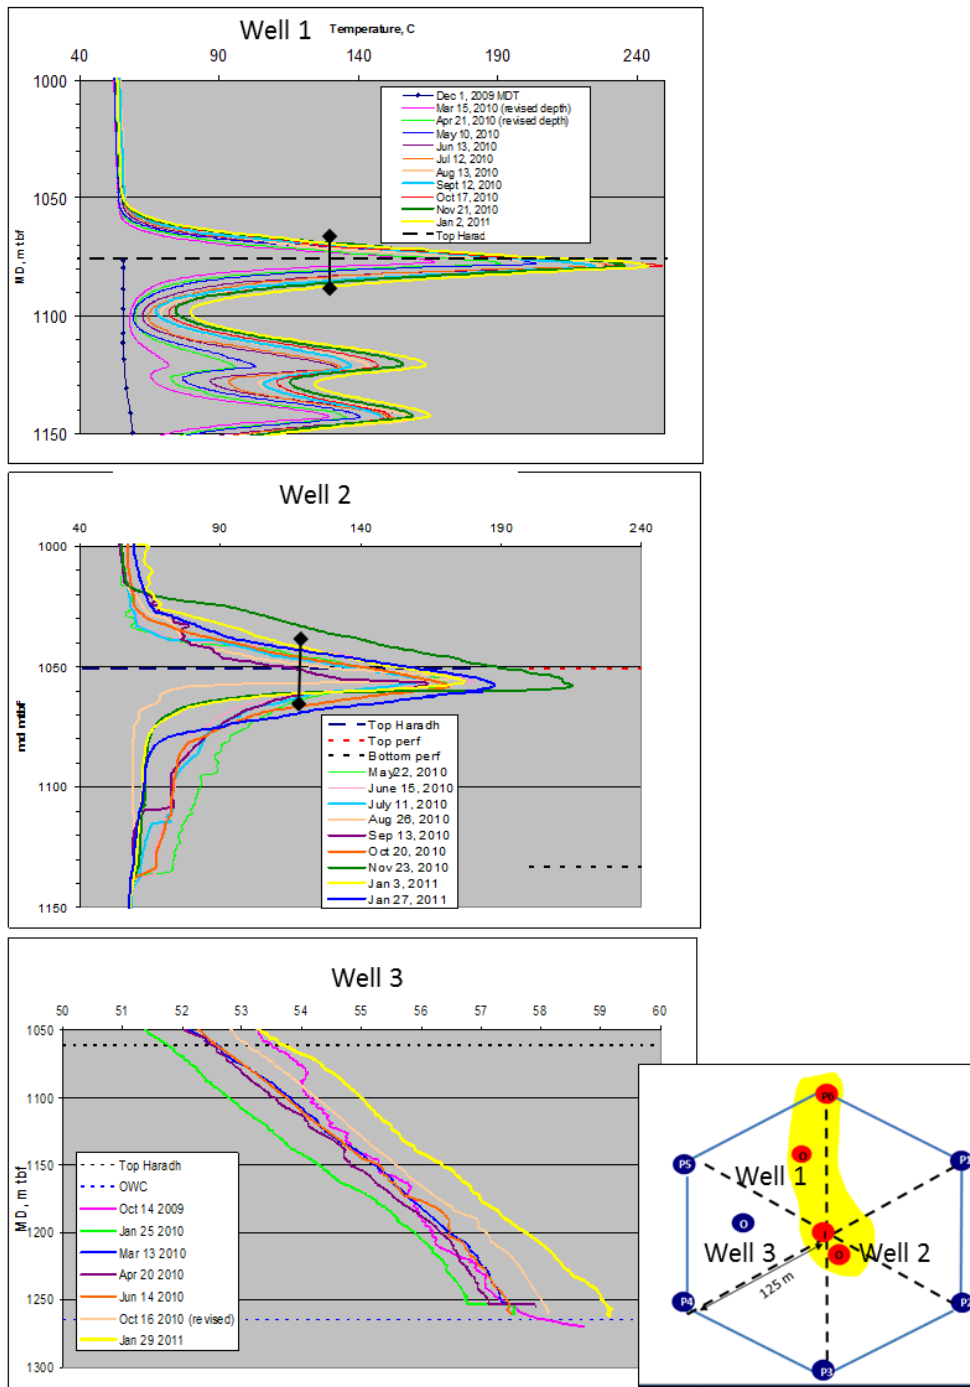 Well 1
Temperature, C
40 90 140 190 240
1000
1050
1100
1150
MD, m tbf
Dec 1, 2009 MDT
Mar 15, 2010 (revised depth)
Apr 21, 2010 (revised depth)
May 10, 2010
Jun 13, 2010
Jul 12, 2010
Aug 13, 2010
Sept 12, 2010
Oct 17, 2010
Nov 21, 2010
Jan 2, 2011
Top Harad
Well 2
40 90 140 190 240
1000
1050
1100
1150
md mtbf
Top Haradh
Top perf
Bottom perf
May22, 2010
June 15, 2010
July 11, 2010
Aug 26, 2010
Sep 13, 2010
Oct 20, 2010
Nov 23, 2010
Jan 3, 2011
Jan 27, 2011
Well 3
50 51 52 53 54 55 56 57 58 59 60
1050
1100
1150
1200
1250
1300
MD, m tbf
Top Haradh
OWC
Oct 14 2009
Jan 25 2010
Mar 13 2010
Apr 20 2010
Jun 14 2010
Oct 16 2010 (revised)
Jan 29 2011
P6
P5
P1
O
Well 1
O
Well 3
Well 2
O
125 m
P4
P2
P3